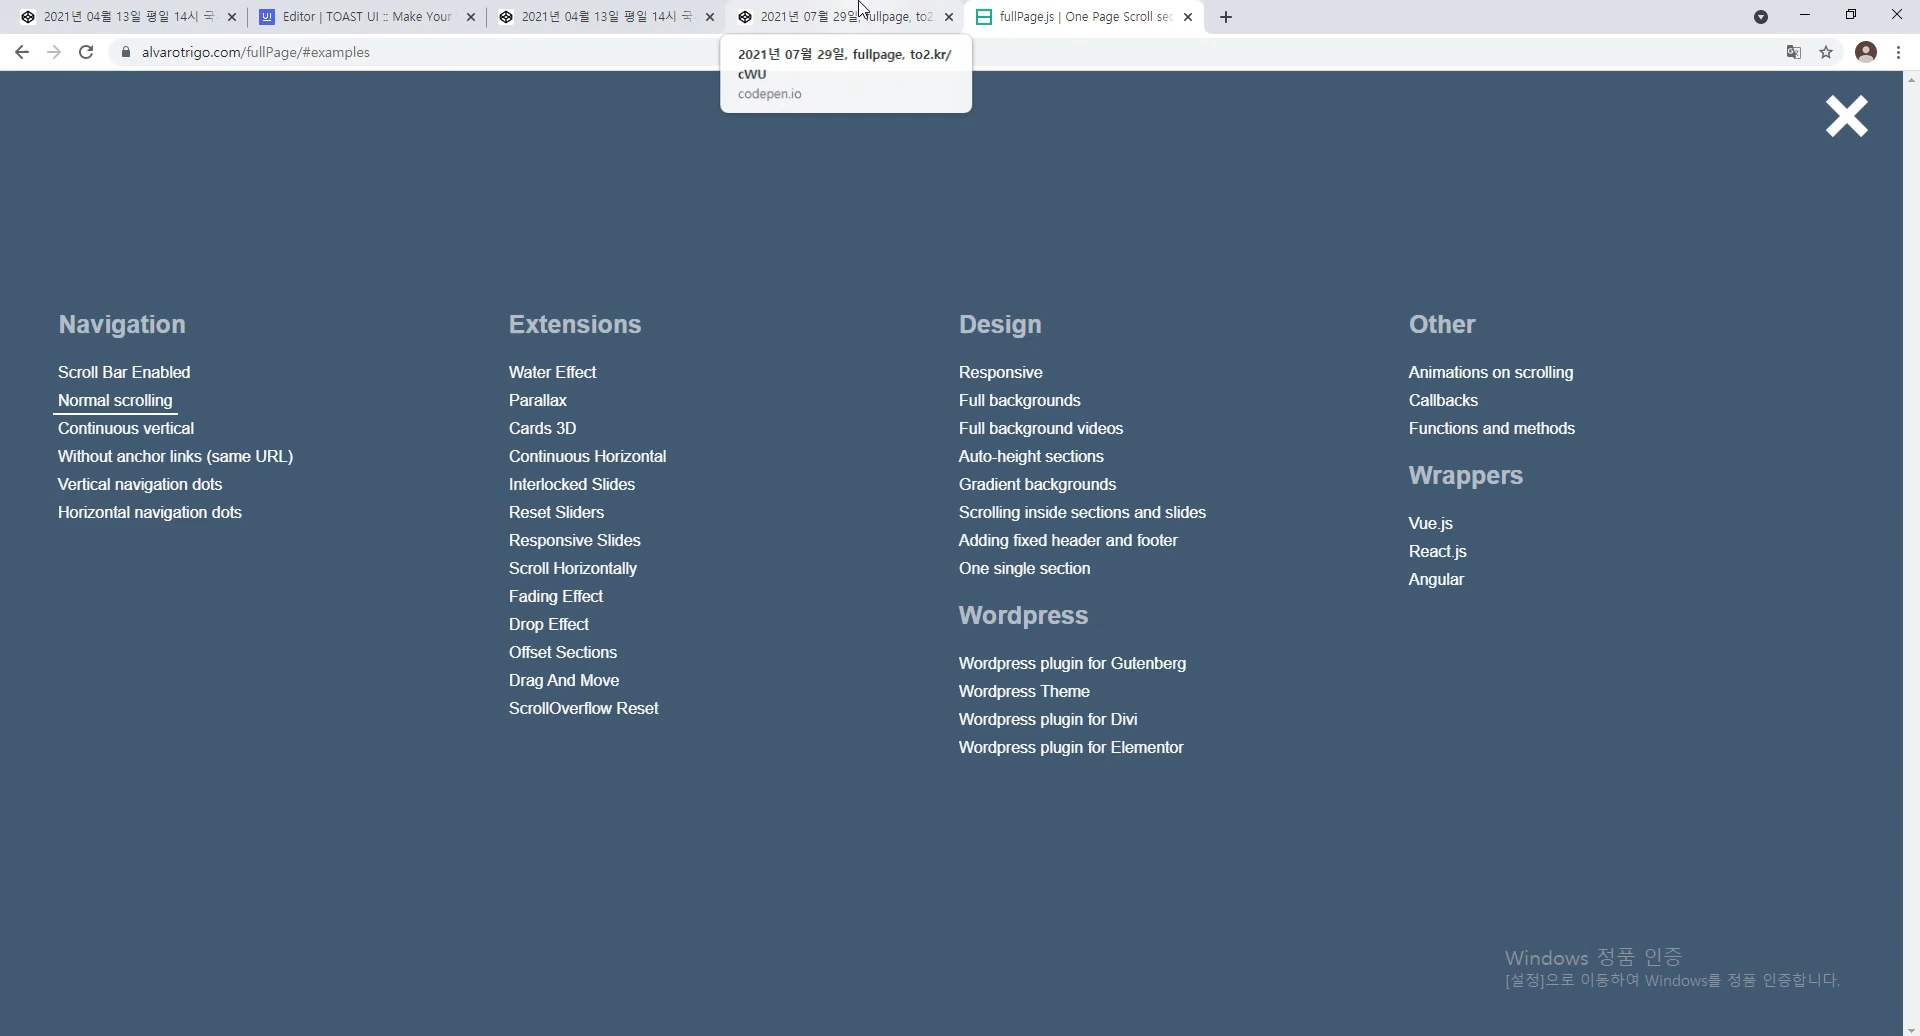 2021년 04월 13일 평일 14시 국
Editor | TOAST UI :: Make Your
2021년 04월 13일 평일 14시 국
2021년 07월 29일, fullpage, to2
fullPage.js | One Page Scroll sec
alvarotrigo.com/fullPage/#examples
2021년 07월 29일, fullpage, to2.kr/
cWU
codepen.io
Navigation
Scroll Bar Enabled
Normal scrolling
Continuous vertical
Without anchor links (same URL)
Vertical navigation dots
Horizontal navigation dots
Extensions
Water Effect
Parallax
Cards 3D
Continuous Horizontal
Interlocked Slides
Reset Sliders
Responsive Slides
Scroll Horizontally
Fading Effect
Drop Effect
Offset Sections
Drag And Move
ScrollOverflow Reset
Design
Responsive
Full backgrounds
Full background videos
Auto-height sections
Gradient backgrounds
Scrolling inside sections and slides
Adding fixed header and footer
One single section
Wordpress
Wordpress plugin for Gutenberg
Wordpress Theme
Wordpress plugin for Divi
Wordpress plugin for Elementor
Other
Animations on scrolling
Callbacks
Functions and methods
Wrappers
Vue.js
React.js
Angular
Windows 정품 인증
[설정]으로 이동하여 Windows를 정품 인증합니다.